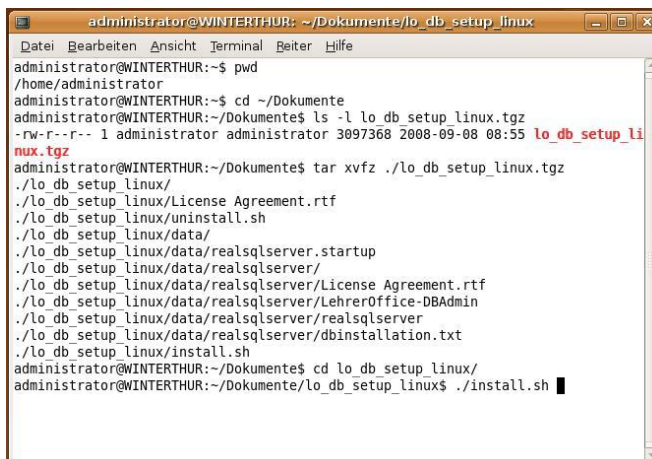 administrator@WINTERTHUR: ~/Dokumente/lo_db_setup_linux
Datei Bearbeiten Ansicht Terminal Reiter Hilfe
administrator@WINTERTHUR:~$ pwd
/home/administrator
administrator@WINTERTHUR:~$ cd ~/Dokumente
administrator@WINTERTHUR:~/Dokumente$ ls -l lo_db_setup_linux.tgz
-rw-r--r-- 1 administrator administrator 3097368 2008-09-08 08:55 lo_db_setup_li
nux.tgz
administrator@WINTERTHUR:~/Dokumente$ tar xvfz ./lo_db_setup_linux.tgz
./lo_db_setup_linux/
./lo_db_setup_linux/License Agreement.rtf
./lo_db_setup_linux/uninstall.sh
./lo_db_setup_linux/data/
./lo_db_setup_linux/data/realsqlserver.startup
./lo_db_setup_linux/data/realsqlserver/
./lo_db_setup_linux/data/realsqlserver/License Agreement.rtf
./lo_db_setup_linux/data/realsqlserver/LehrerOffice-DBAdmin
./lo_db_setup_linux/data/realsqlserver/realsqlserver
./lo_db_setup_linux/data/realsqlserver/dbinstallation.txt
./lo_db_setup_linux/install.sh
administrator@WINTERTHUR:~/Dokumente$ cd lo_db_setup_linux/
administrator@WINTERTHUR:~/Dokumente/lo_db_setup_linux$ ./install.sh